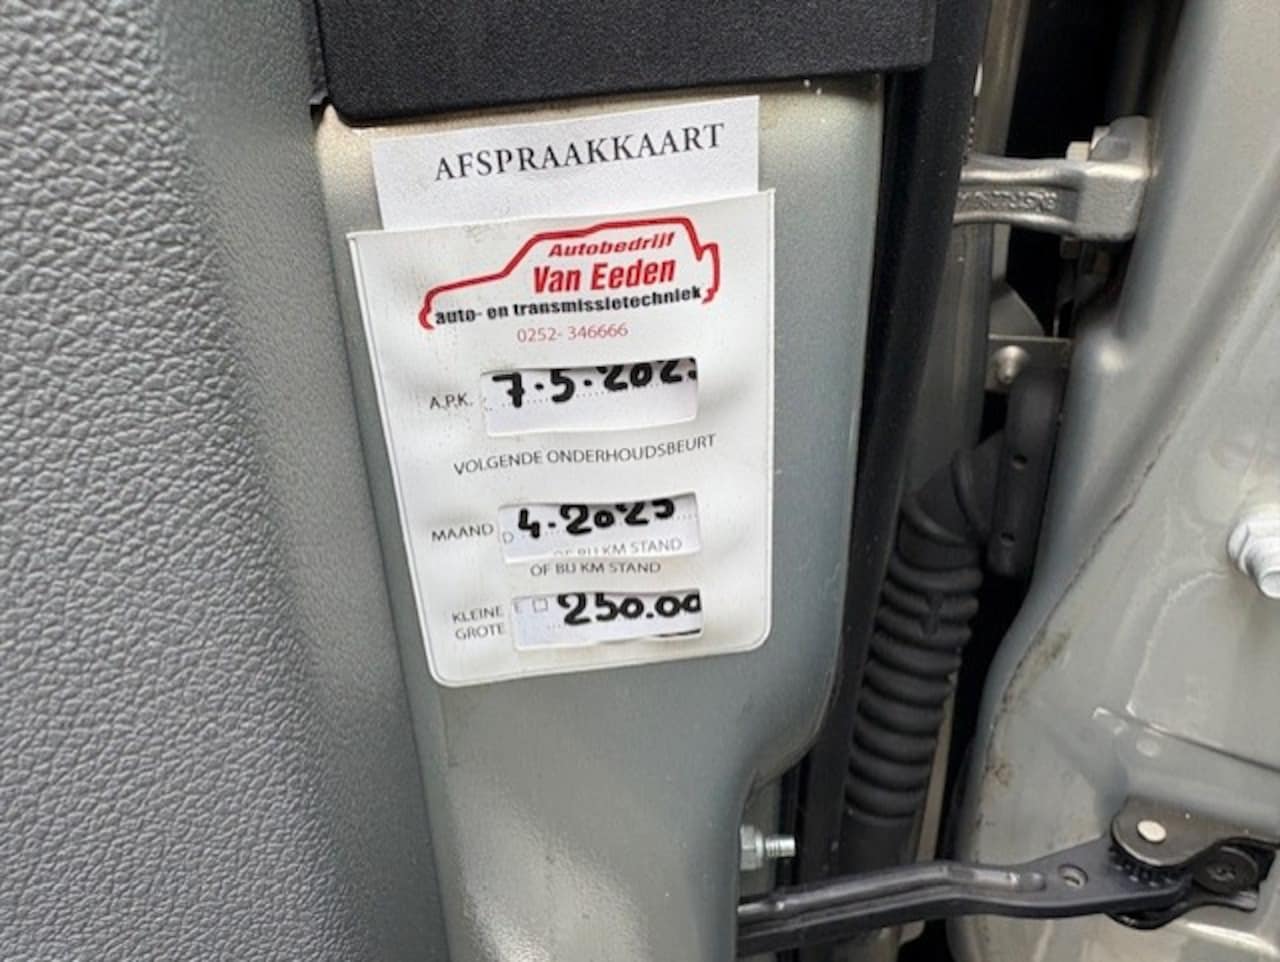 AFSPRAAKKAART
Autobedrijf
Van Eeden
auto- en transmissietechniek
0252- 346666
A.P.K. 7.5.202
VOLGENDE ONDERHOUDSBEURT
MAAND D 4.2025
OF BIJ KM STAND
OF BIJ KM STAND
KLEINE E 250.00
GROTE